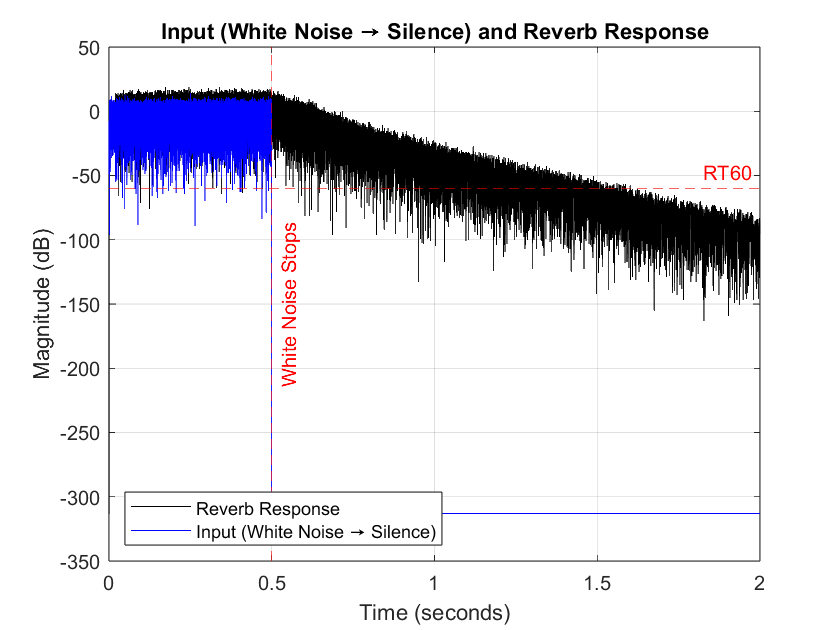 Input (White Noise → Silence) and Reverb Response
50
0
-50
-100
-150
-200
-250
-300
-350
Magnitude (dB)
RT60
White Noise Stops
Reverb Response
Input (White Noise → Silence)
0
0.5
1
1.5
2
Time (seconds)